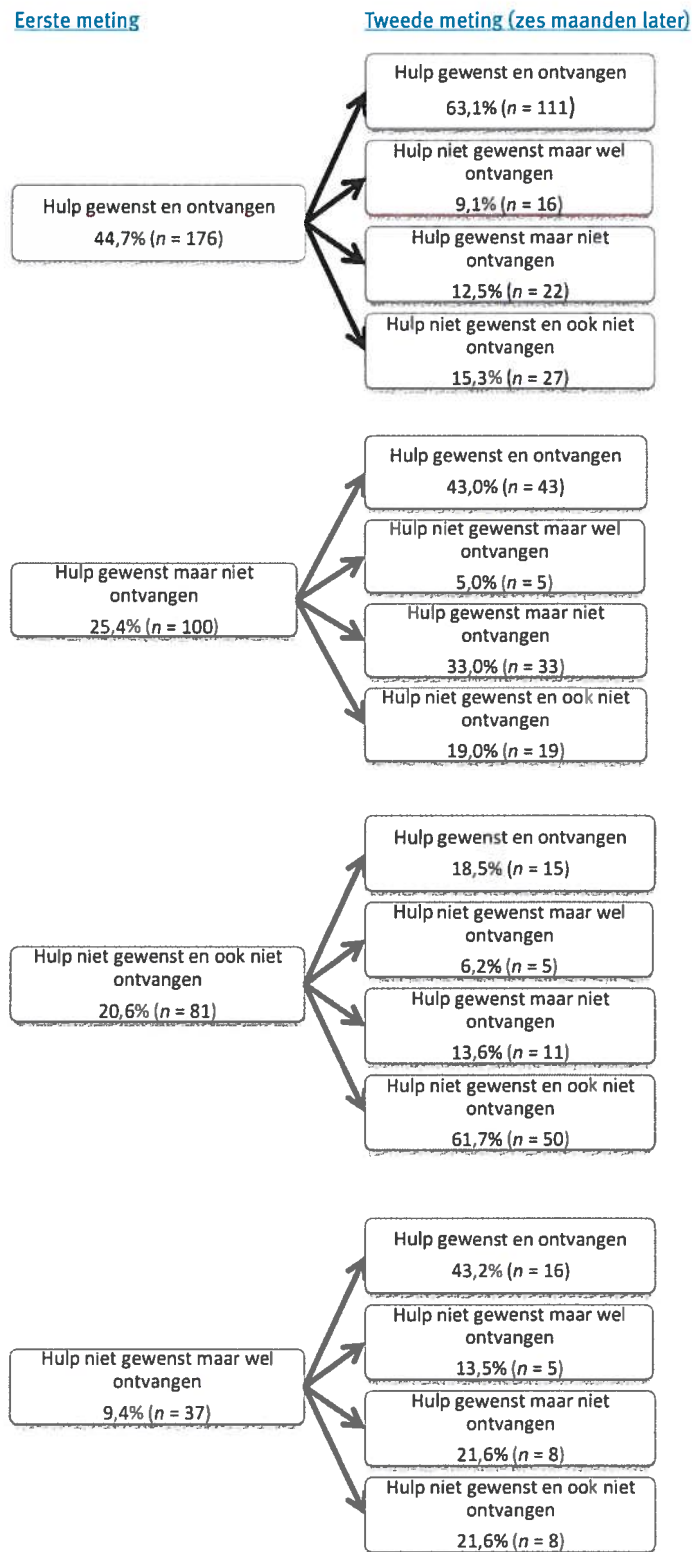 Eerste meting
Tweede meting (zes maanden later)
Hulp gewenst en ontvangen
44,7% (n = 176)
Hulp gewenst en ontvangen
63,1% (n = 111)
Hulp niet gewenst maar wel
ontvangen
9,1% (n = 16)
Hulp gewenst maar niet
ontvangen
12,5% (n = 22)
Hulp niet gewenst en ook niet
ontvangen
15,3% (n = 27)
Hulp gewenst maar niet
ontvangen
25,4% (n = 100)
Hulp gewenst en ontvangen
43,0% (n = 43)
Hulp niet gewenst maar wel
ontvangen
5,0% (n = 5)
Hulp gewenst maar niet
ontvangen
33,0% (n = 33)
Hulp niet gewenst en ook niet
ontvangen
19,0% (n = 19)
Hulp niet gewenst en ook niet
ontvangen
20,6% (n = 81)
Hulp gewenst en ontvangen
18,5% (n = 15)
Hulp niet gewenst maar wel
ontvangen
6,2% (n = 5)
Hulp gewenst maar niet
ontvangen
13,6% (n = 11)
Hulp niet gewenst en ook niet
ontvangen
61,7% (n = 50)
Hulp niet gewenst maar wel
ontvangen
9,4% (n = 37)
Hulp gewenst en ontvangen
43,2% (n = 16)
Hulp niet gewenst maar wel
ontvangen
13,5% (n = 5)
Hulp gewenst maar niet
ontvangen
21,6% (n = 8)
Hulp niet gewenst en ook niet
ontvangen
21,6% (n = 8)